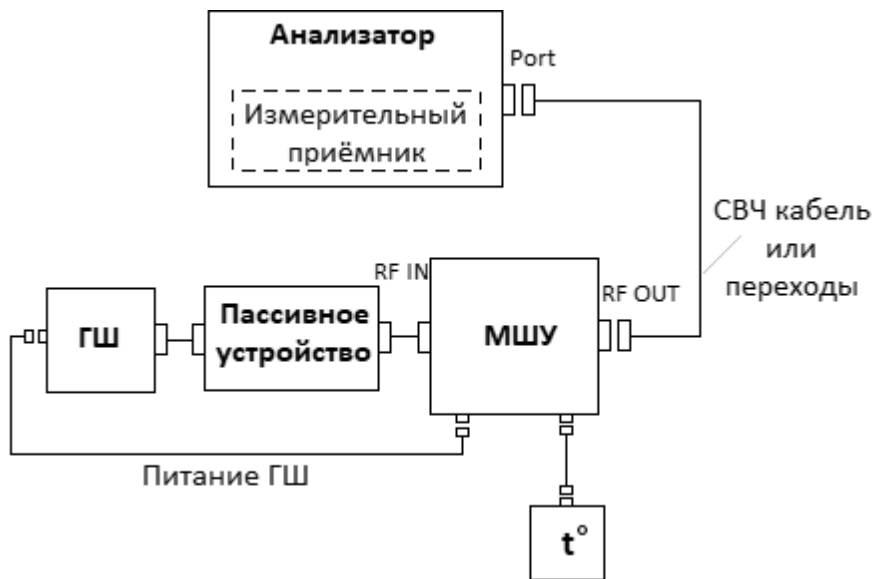 Анализатор
Port
Измерительный
приёмник
СВЧ кабель
или
переходы
RF IN
RF OUT
ГШ
Пассивное
устройство
МШУ
Питание ГШ
t°